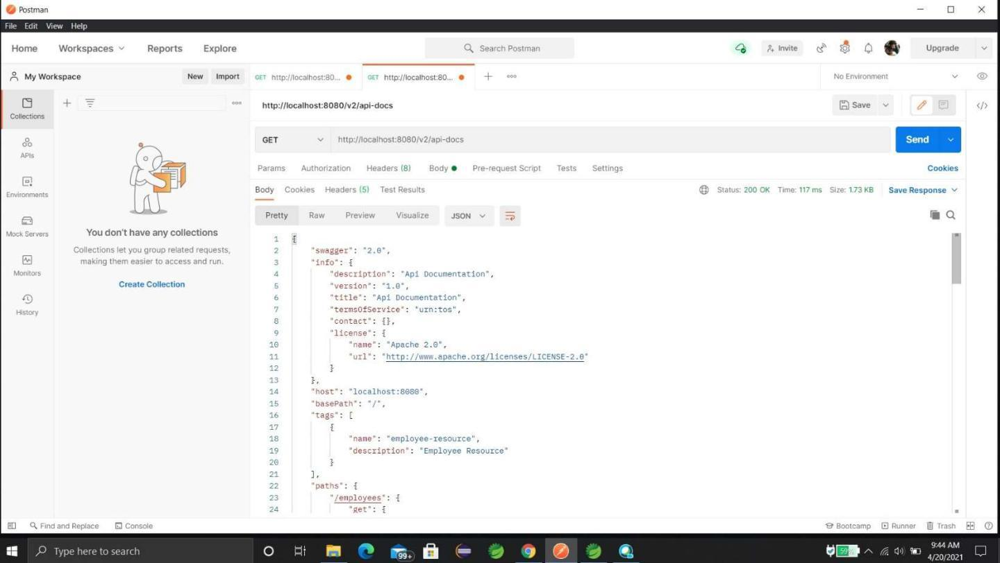 Postman
File Edit View Help
Home Workspaces Reports Explore Search Postman Invite Upgrade
My Workspace New Import GET http://localhost:80... GET http://localhost:80... No Environment
http://localhost:8080/v2/api-docs Save
GET http://localhost:8080/v2/api-docs Send
Params Authorization Headers (8) Body Pre-request Script Tests Settings Cookies
Body Cookies Headers (5) Test Results Status: 200 OK Time: 117 ms Size: 1.73 KB Save Response
Pretty Raw Preview Visualize JSON
Collections
APIs
Environments
Mock Servers
Monitors
History
You don't have any collections
Collections let you group related requests,
making them easier to access and run.
Create Collection
1 {
2 "swagger": "2.0",
3 "info": {
4 "description": "Api Documentation",
5 "version": "1.0",
6 "title": "Api Documentation",
7 "termsOfService": "urn:tos",
8 "contact": {},
9 "license": {
10 "name": "Apache 2.0",
11 "url": "http://www.apache.org/licenses/LICENSE-2.0"
12 }
13 },
14 "host": "localhost:8080",
15 "basePath": "/",
16 "tags": [
17 {
18 "name": "employee-resource",
19 "description": "Employee Resource"
20 }
21 ],
22 "paths": {
23 "/employees": {
24 "get": {
Find and Replace Console Bootcamp Runner Trash
Type here to search 99+ 59% 9:44 AM
4/20/2021